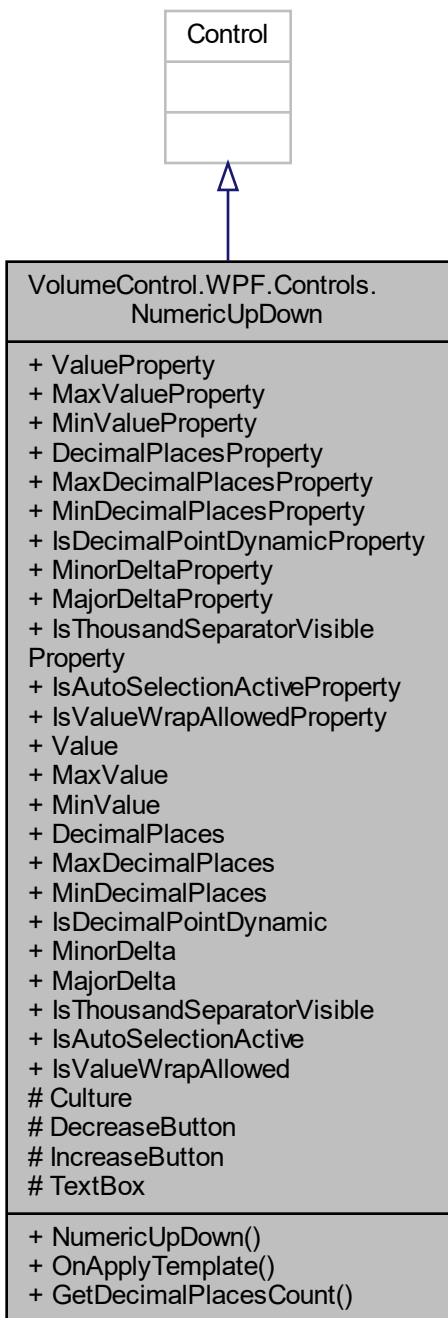 Control
VolumeControl.WPF.Controls.
NumericUpDown
+ ValueProperty
+ MaxValueProperty
+ MinValueProperty
+ DecimalPlacesProperty
+ MaxDecimalPlacesProperty
+ MinDecimalPlacesProperty
+ IsDecimalPointDynamicProperty
+ MinorDeltaProperty
+ MajorDeltaProperty
+ IsThousandSeparatorVisible
Property
+ IsAutoSelectionActiveProperty
+ IsValueWrapAllowedProperty
+ Value
+ MaxValue
+ MinValue
+ DecimalPlaces
+ MaxDecimalPlaces
+ MinDecimalPlaces
+ IsDecimalPointDynamic
+ MinorDelta
+ MajorDelta
+ IsThousandSeparatorVisible
+ IsAutoSelectionActive
+ IsValueWrapAllowed
# Culture
# DecreaseButton
# IncreaseButton
# TextBox
+ NumericUpDown()
+ OnApplyTemplate()
+ GetDecimalPlacesCount()